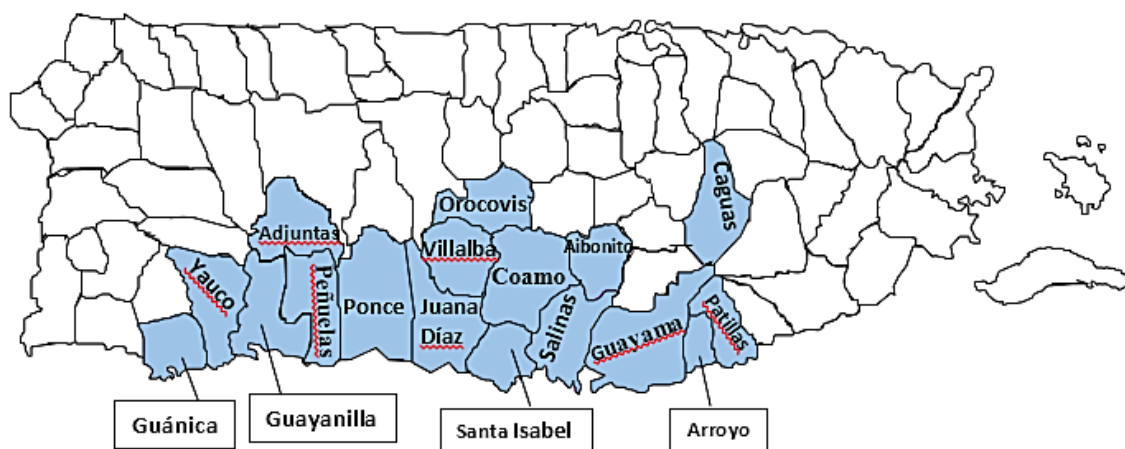 Caguas
Orocovis
Adjuntas
Villalba
Aibonito
Coamo
Yauco
Peñuelas
Ponce
Juana
Díaz
Salinas
Guayama
Patillas
Guánica
Guayanilla
Santa Isabel
Arroyo